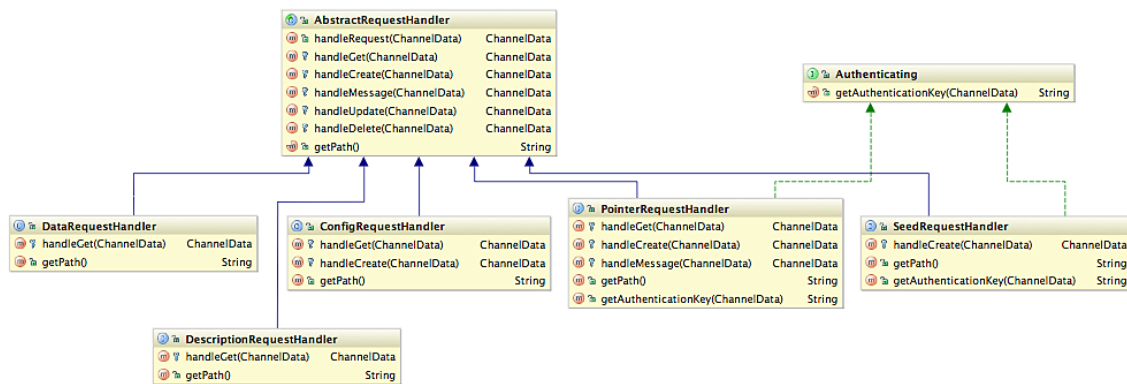 AbstractRequestHandler
handleRequest(ChannelData) ChannelData
handleGet(ChannelData) ChannelData
handleCreate(ChannelData) ChannelData
handleMessage(ChannelData) ChannelData
handleUpdate(ChannelData) ChannelData
handleDelete(ChannelData) ChannelData
getPath() String
Authenticating
getAuthenticationKey(ChannelData) String
DataRequestHandler
handleGet(ChannelData) ChannelData
getPath() String
ConfigRequestHandler
handleGet(ChannelData) ChannelData
handleCreate(ChannelData) ChannelData
getPath() String
PointerRequestHandler
handleGet(ChannelData) ChannelData
handleCreate(ChannelData) ChannelData
handleMessage(ChannelData) ChannelData
getPath() String
getAuthenticationKey(ChannelData) String
SeedRequestHandler
handleCreate(ChannelData) ChannelData
getPath() String
getAuthenticationKey(ChannelData) String
DescriptionRequestHandler
handleGet(ChannelData) ChannelData
getPath() String